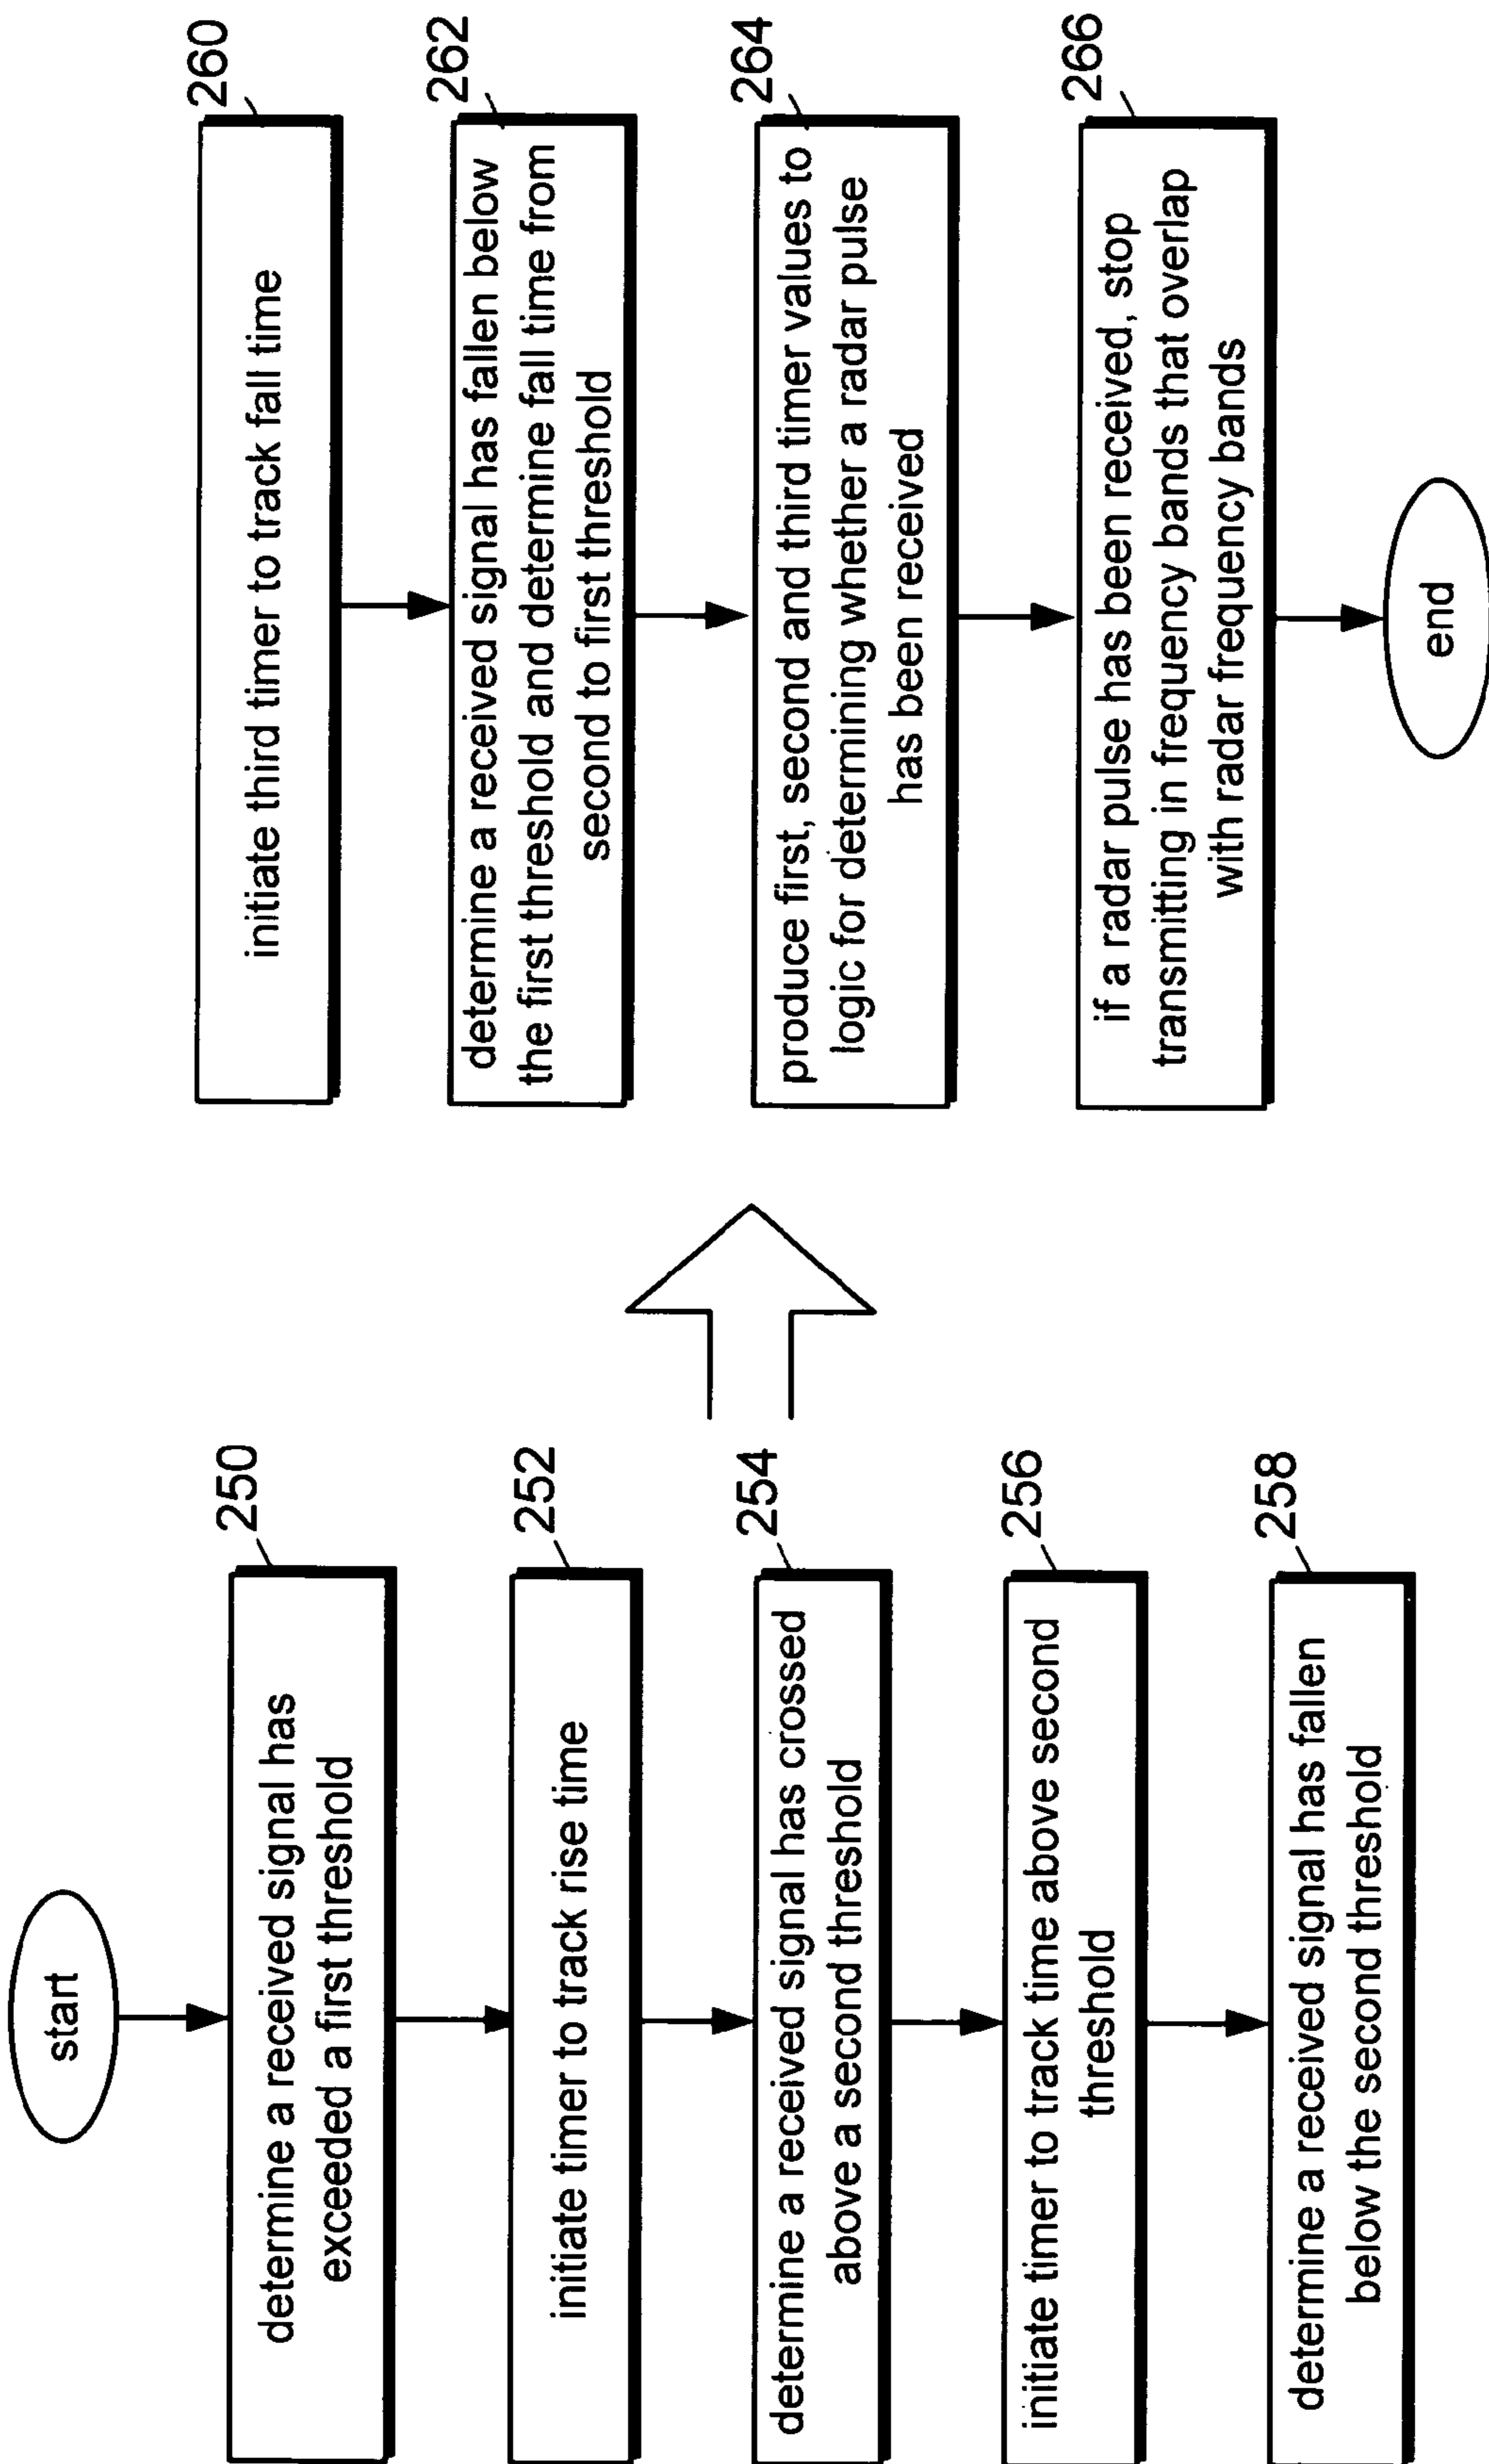 start
250
determine a received signal has
exceeded a first threshold
252
initiate timer to track rise time
254
determine a received signal has crossed
above a second threshold
256
initiate timer to track time above second
threshold
258
determine a received signal has fallen
below the second threshold
260
initiate third timer to track fall time
262
determine a received signal has fallen below
the first threshold and determine fall time from
second to first threshold
264
produce first, second and third timer values to
logic for determining whether a radar pulse
has been received
266
if a radar pulse has been received, stop
transmitting in frequency bands that overlap
with radar frequency bands
end